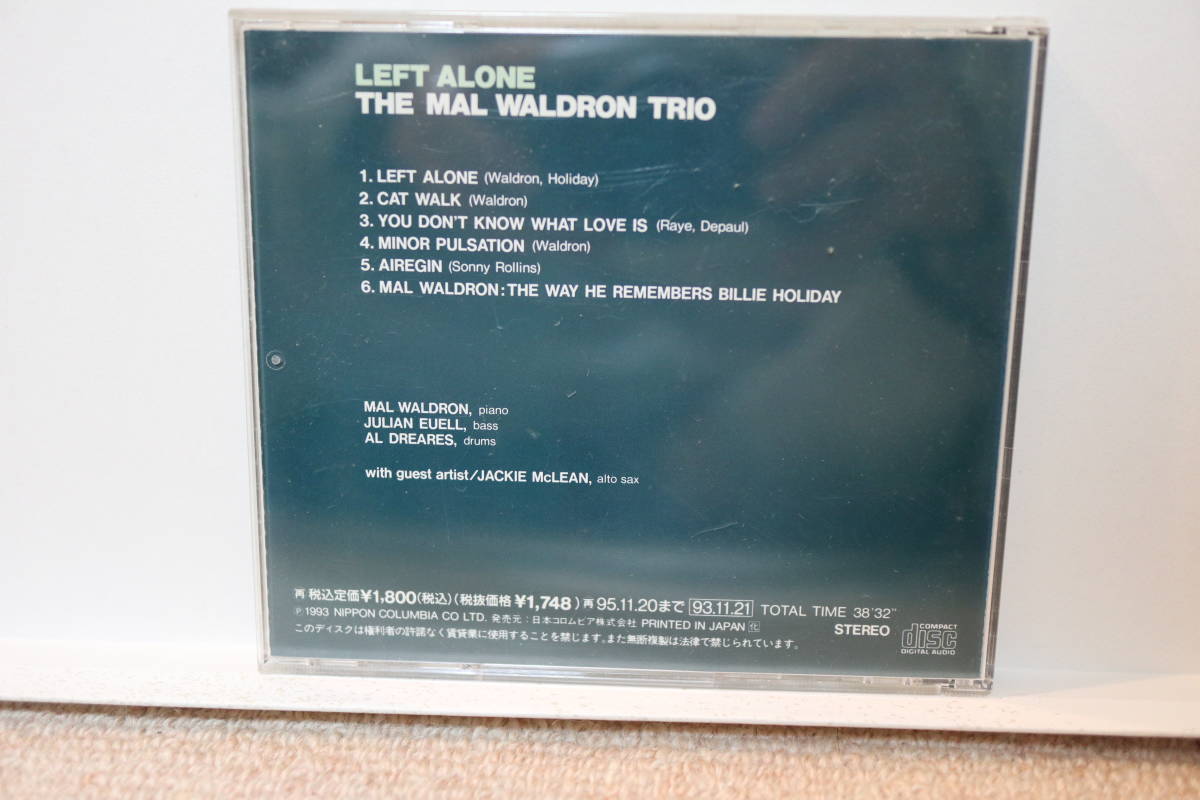 LEFT ALONE
THE MAL WALDRON TRIO
1. LEFT ALONE (Waldron, Holiday)
2. CAT WALK (Waldron)
3. YOU DON'T KNOW WHAT LOVE IS (Raye, Depaul)
4. MINOR PULSATION (Waldron)
5. AIREGIN (Sonny Rollins)
6. MAL WALDRON:THE WAY HE REMEMBERS BILLIE HOLIDAY
MAL WALDRON, piano
JULIAN EUELL, bass
AL DREARES, drums
with guest artist/JACKIE McLEAN, alto sax
再 税込定価¥1,800(税込)(税抜価格 ¥1,748)再95.11.20まで 93.11.21 TOTAL TIME 38'32"
Ⓟ1993 NIPPON COLUMBIA CO LTD. 発売元:日本コロムビア株式会社 PRINTED IN JAPAN 化
このディスクは権利者の許諾なく賃貸業に使用することを禁じます。また無断複製は法律で禁じられています。
STEREO
COMPACT
disc
DIGITAL AUDIO